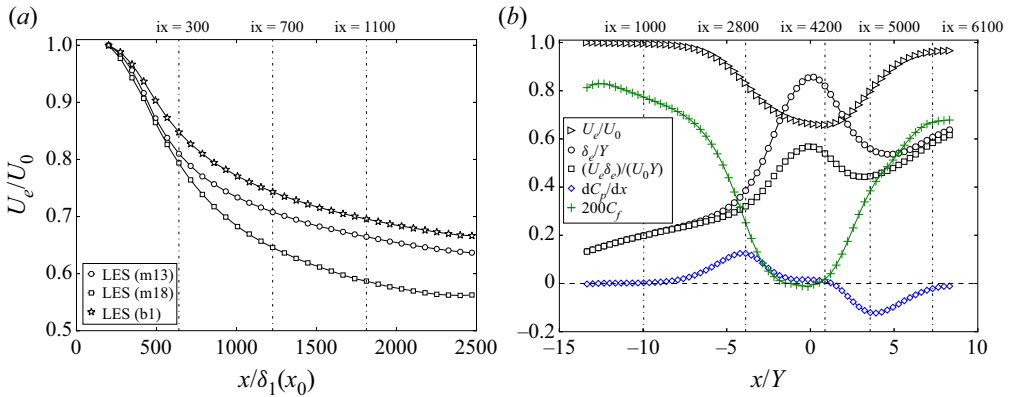 (a)
ix = 300 ix = 700 ix = 1100
1.0
0.9
0.8
0.7
0.6
0.5
U_e/U_0
LES (m13)
LES (m18)
LES (b1)
0 500 1000 1500 2000 2500
x/δ_1(x_0)
(b)
ix = 1000 ix = 2800 ix = 4200 ix = 5000 ix = 6100
1.0
0.8
0.6
0.4
0.2
0
−0.2
U_e/U_0
δ_e/Y
(U_eδ_e)/(U_0Y)
dC_p/dx
200C_f
−15 −10 −5 0 5 10 15
x/Y